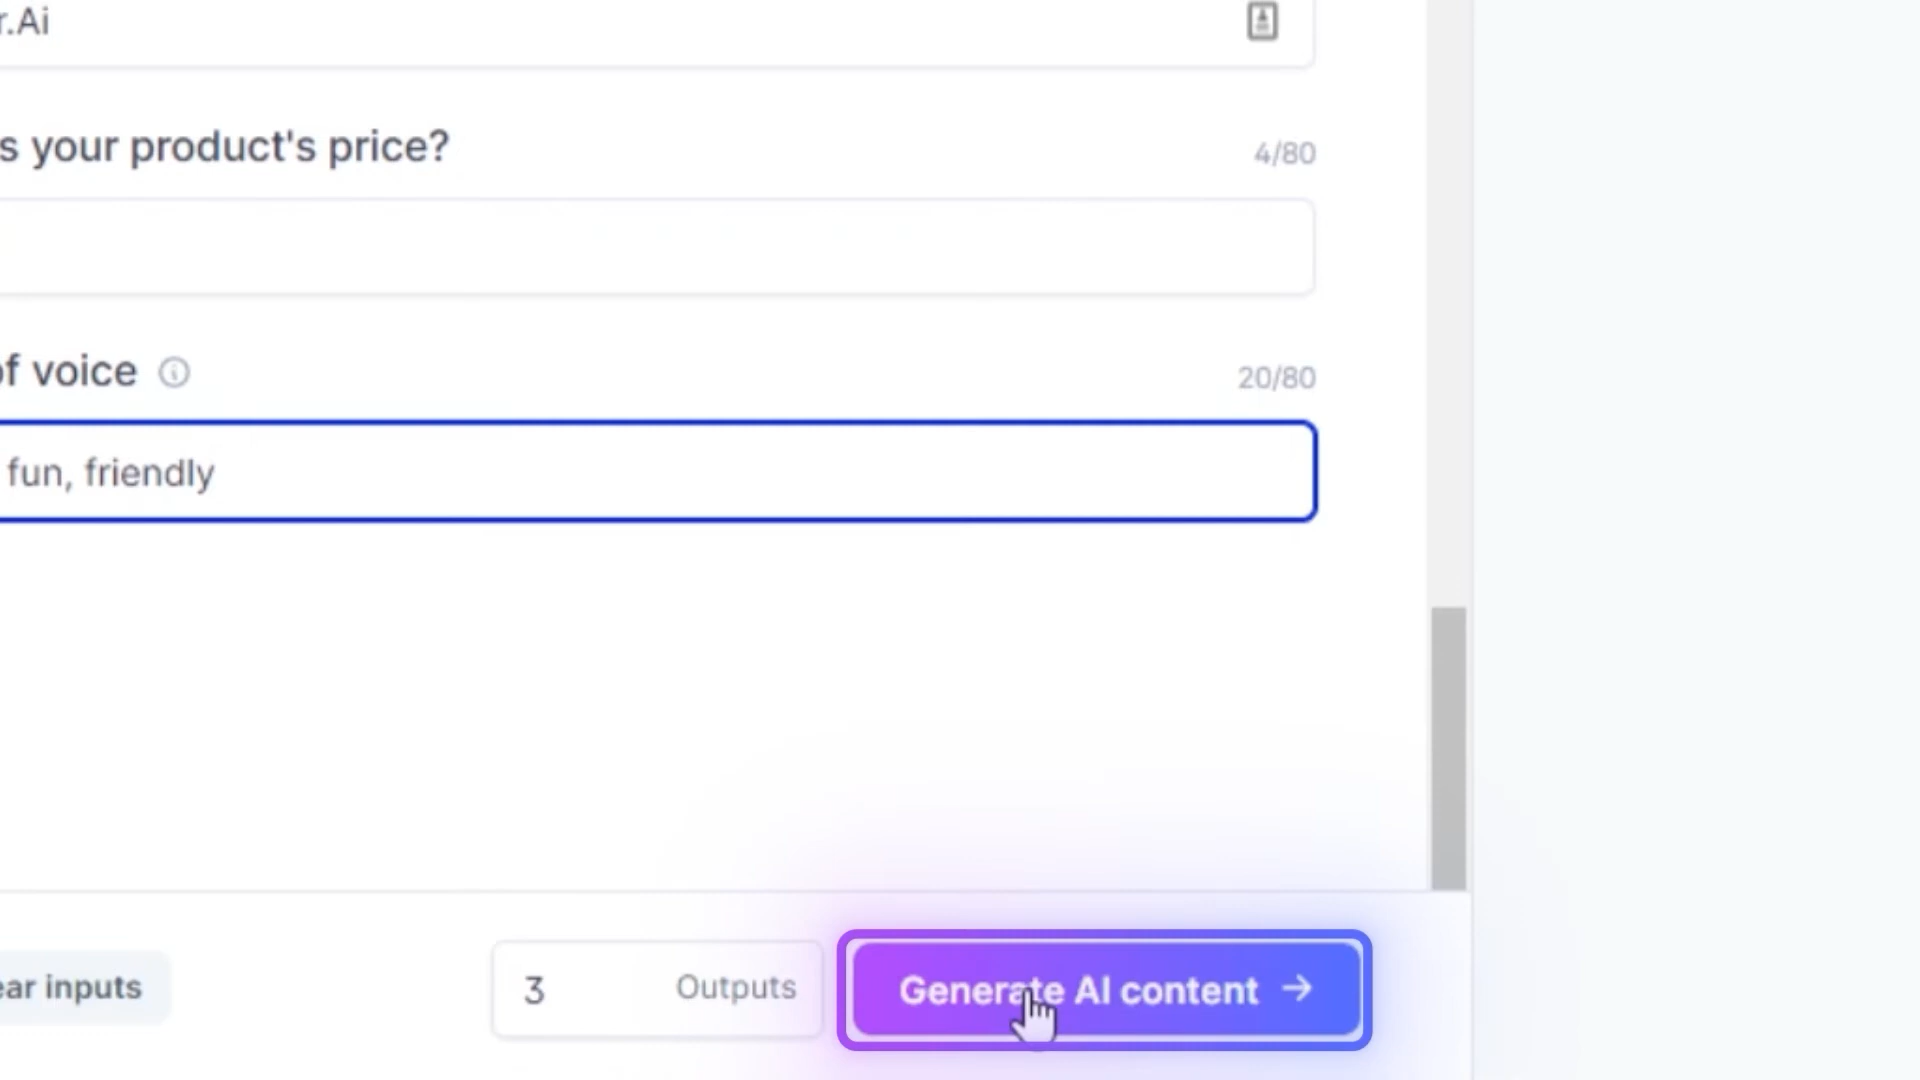 r.Ai
s your product's price?
4/80
of voice
20/80
fun, friendly
ear inputs
3
Outputs
Generate AI content →